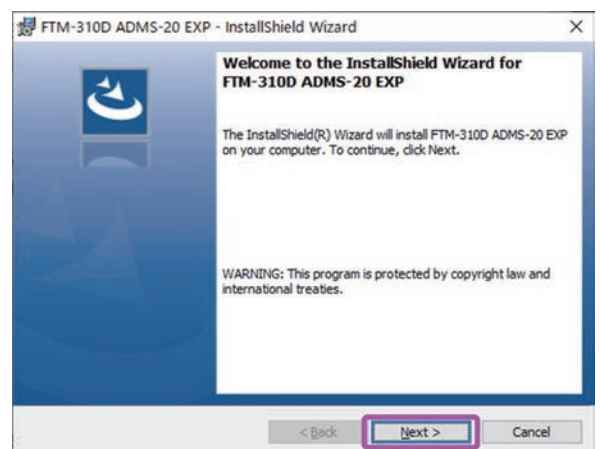 FTM-310D ADMS-20 EXP - InstallShield Wizard
Welcome to the InstallShield Wizard for
FTM-310D ADMS-20 EXP
The InstallShield(R) Wizard will install FTM-310D ADMS-20 EXP
on your computer. To continue, click Next.
WARNING: This program is protected by copyright law and
international treaties.
< Back Next > Cancel